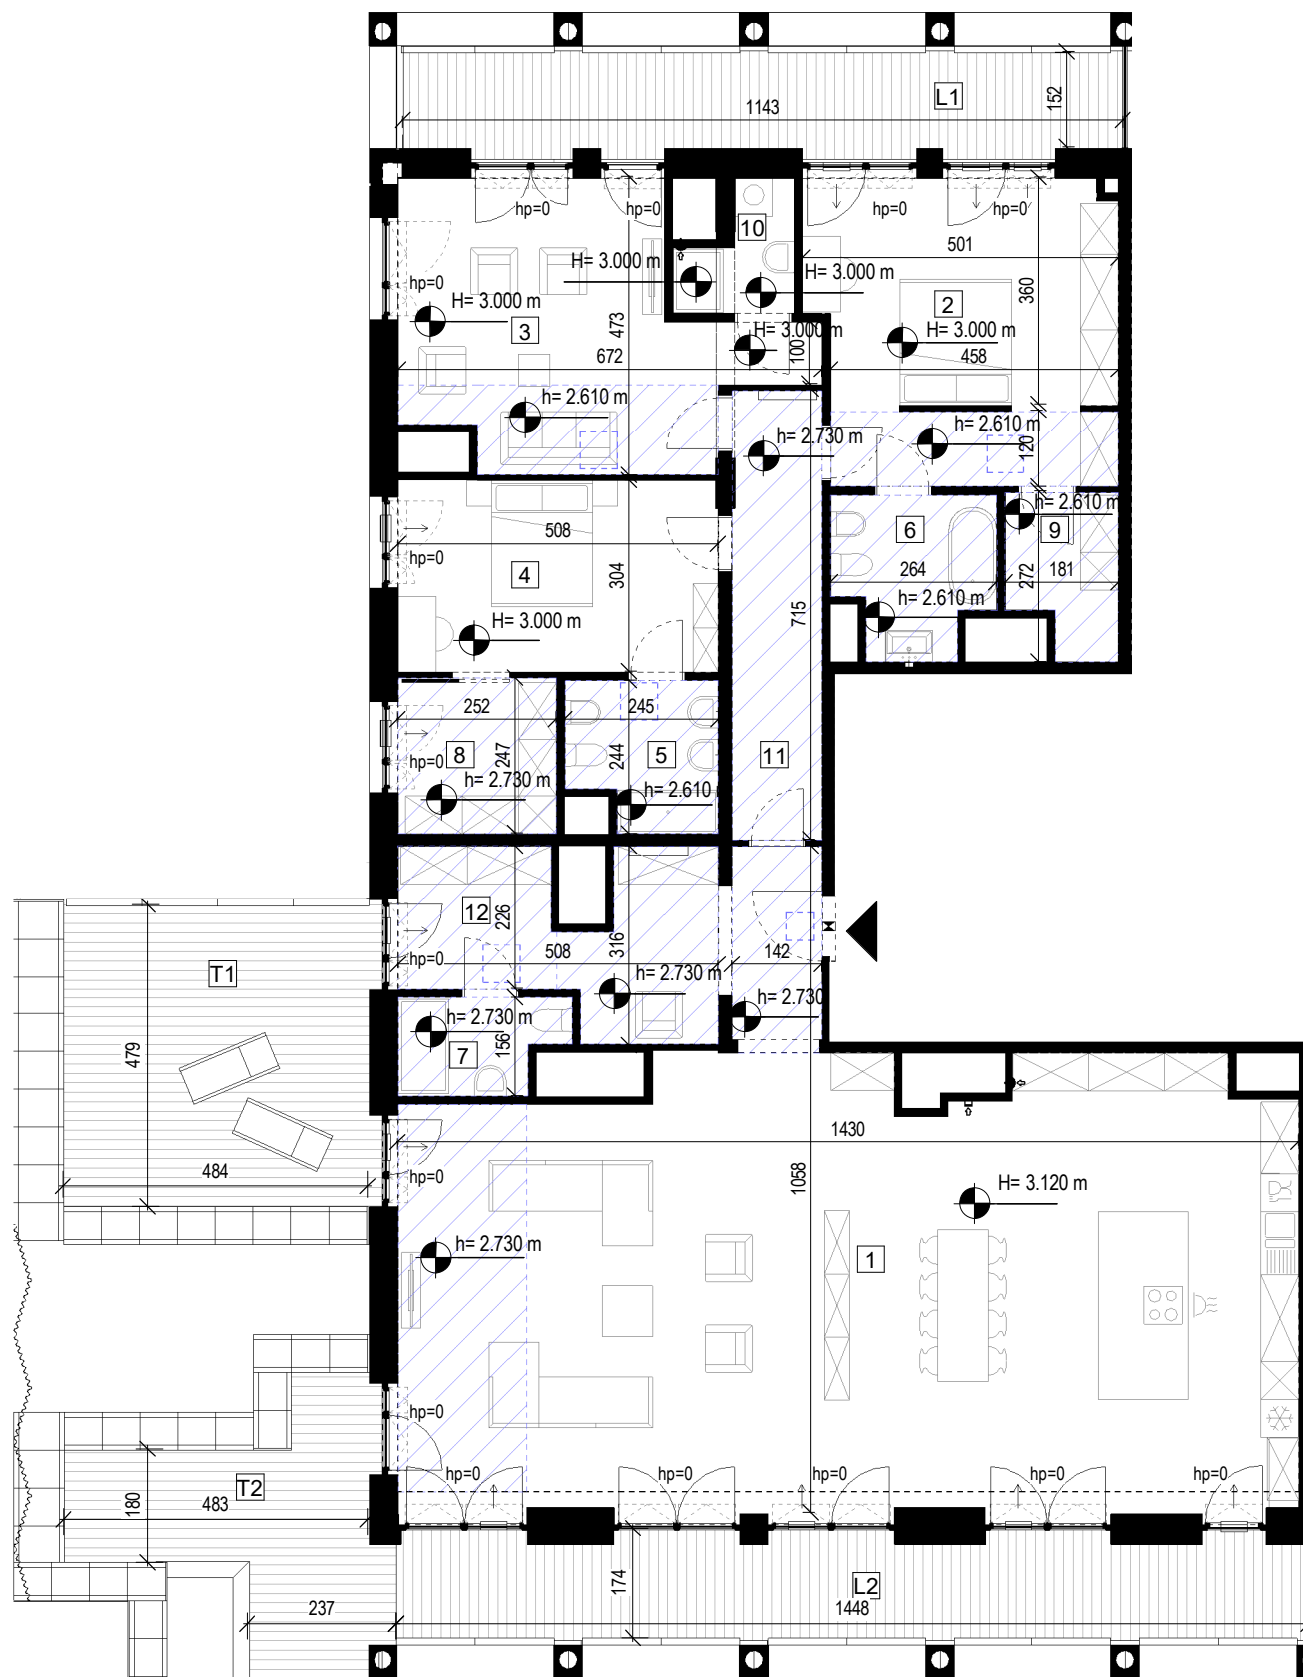 L1
152
1143
hp=0
hp=0
hp=0
hp=0
10
501
H= 3.000 m
H= 3.000 m
hp=0
360
H= 3.000 m
3
473
2
H= 3.000 m
H= 3.000 m
100
672
458
h= 2.610 m
h= 2.730 m
h= 2.610 m
120
h= 2.610 m
508
6
9
hp=0
4
304
264
272
181
H= 3.000 m
h= 2.610 m
715
252
245
8
247
244
5
11
hp=0
h= 2.730 m
h= 2.610
12
226
316
508
142
T1
hp=0
h= 2.730 m
h= 2.730
h= 2.730 m
7
156
479
1430
484
hp=0
1058
H= 3.120 m
h= 2.730 m
1
hp=0
T2
hp=0
hp=0
hp=0
hp=0
hp=0
180
483
174
L2
237
1448